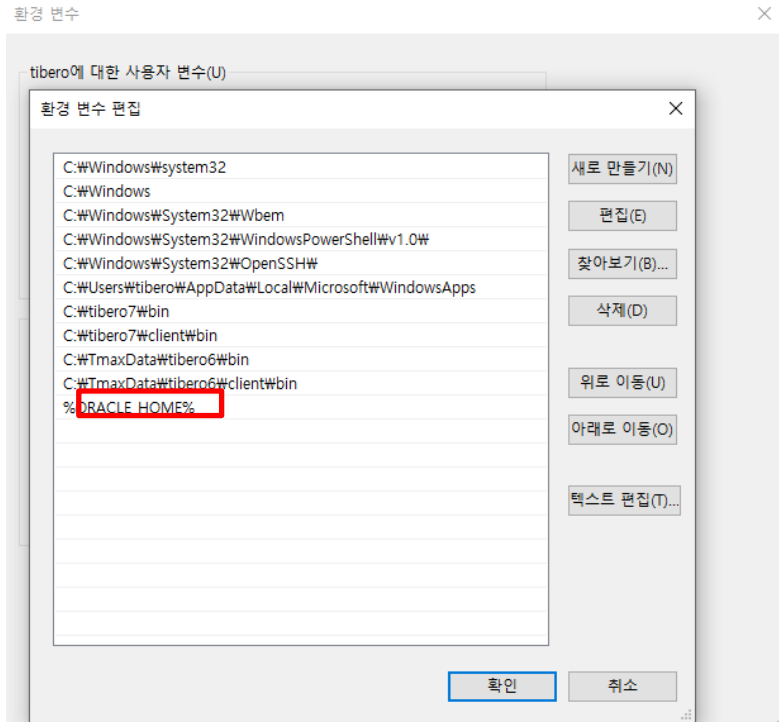 환경 변수
tibero에 대한 사용자 변수(U)
환경 변수 편집
C:₩Windows₩system32
C:₩Windows
C:₩Windows₩System32₩Wbem
C:₩Windows₩System32₩WindowsPowerShell₩v1.0₩
C:₩Windows₩System32₩OpenSSH₩
C:₩Users₩tibero₩AppData₩Local₩Microsoft₩WindowsApps
C:₩tibero7₩bin
C:₩tibero7₩client₩bin
C:₩TmaxData₩tibero6₩bin
C:₩TmaxData₩tibero6₩client₩bin
%ORACLE_HOME%
새로 만들기(N)
편집(E)
찾아보기(B)...
삭제(D)
위로 이동(U)
아래로 이동(O)
텍스트 편집(T)...
확인
취소